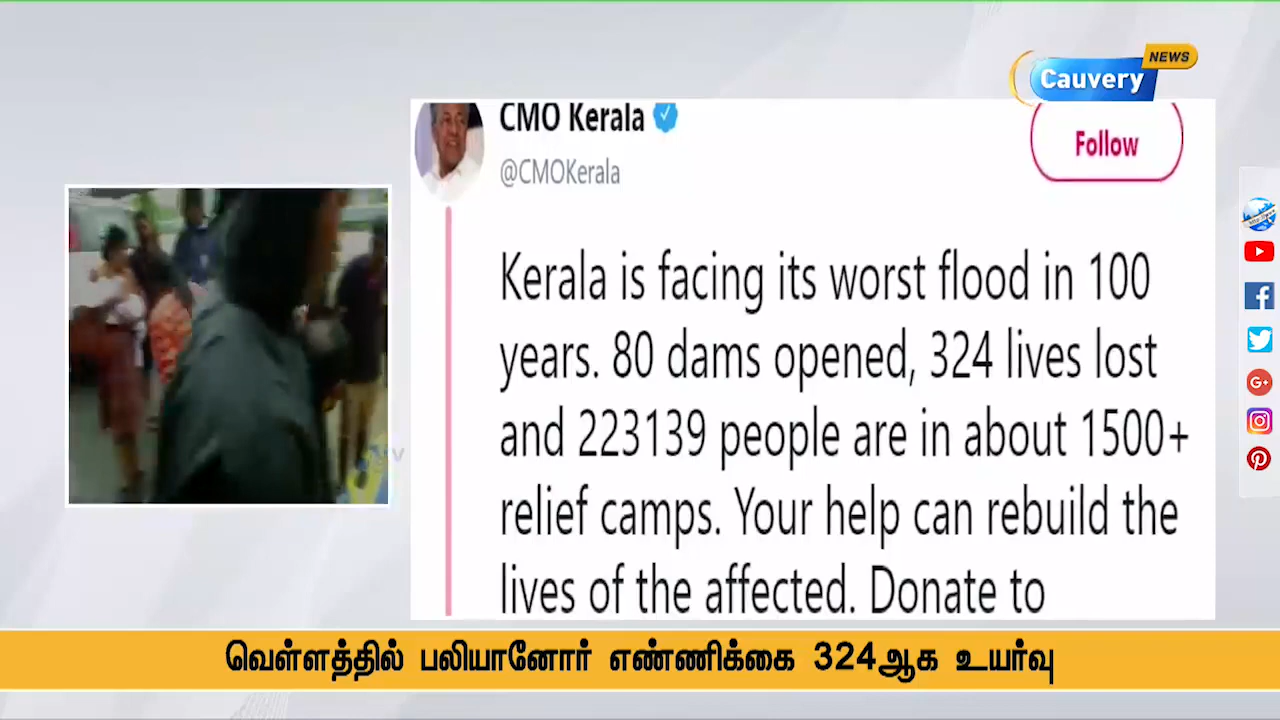 NEWS
Cauvery
CMO Kerala
Follow
@CMOKerala
Kerala is facing its worst flood in 100
years. 80 dams opened, 324 lives lost
and 223139 people are in about 1500+
relief camps. Your help can rebuild the
lives of the affected. Donate to
வெள்ளத்தில் பலியானோர் எண்ணிக்கை 324ஆக உயர்வு